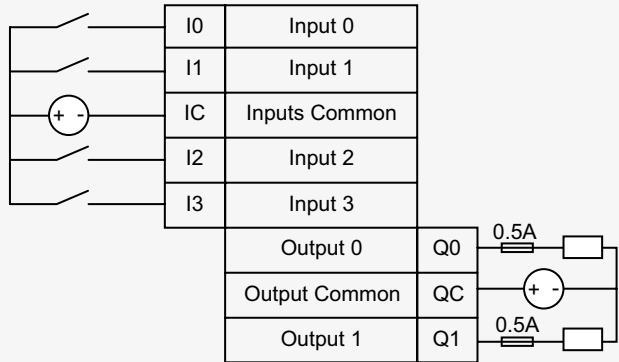 I0 Input 0
I1 Input 1
+ - IC Inputs Common
I2 Input 2
I3 Input 3
Output 0 Q0 0.5A
Output Common QC + -
Output 1 Q1 0.5A